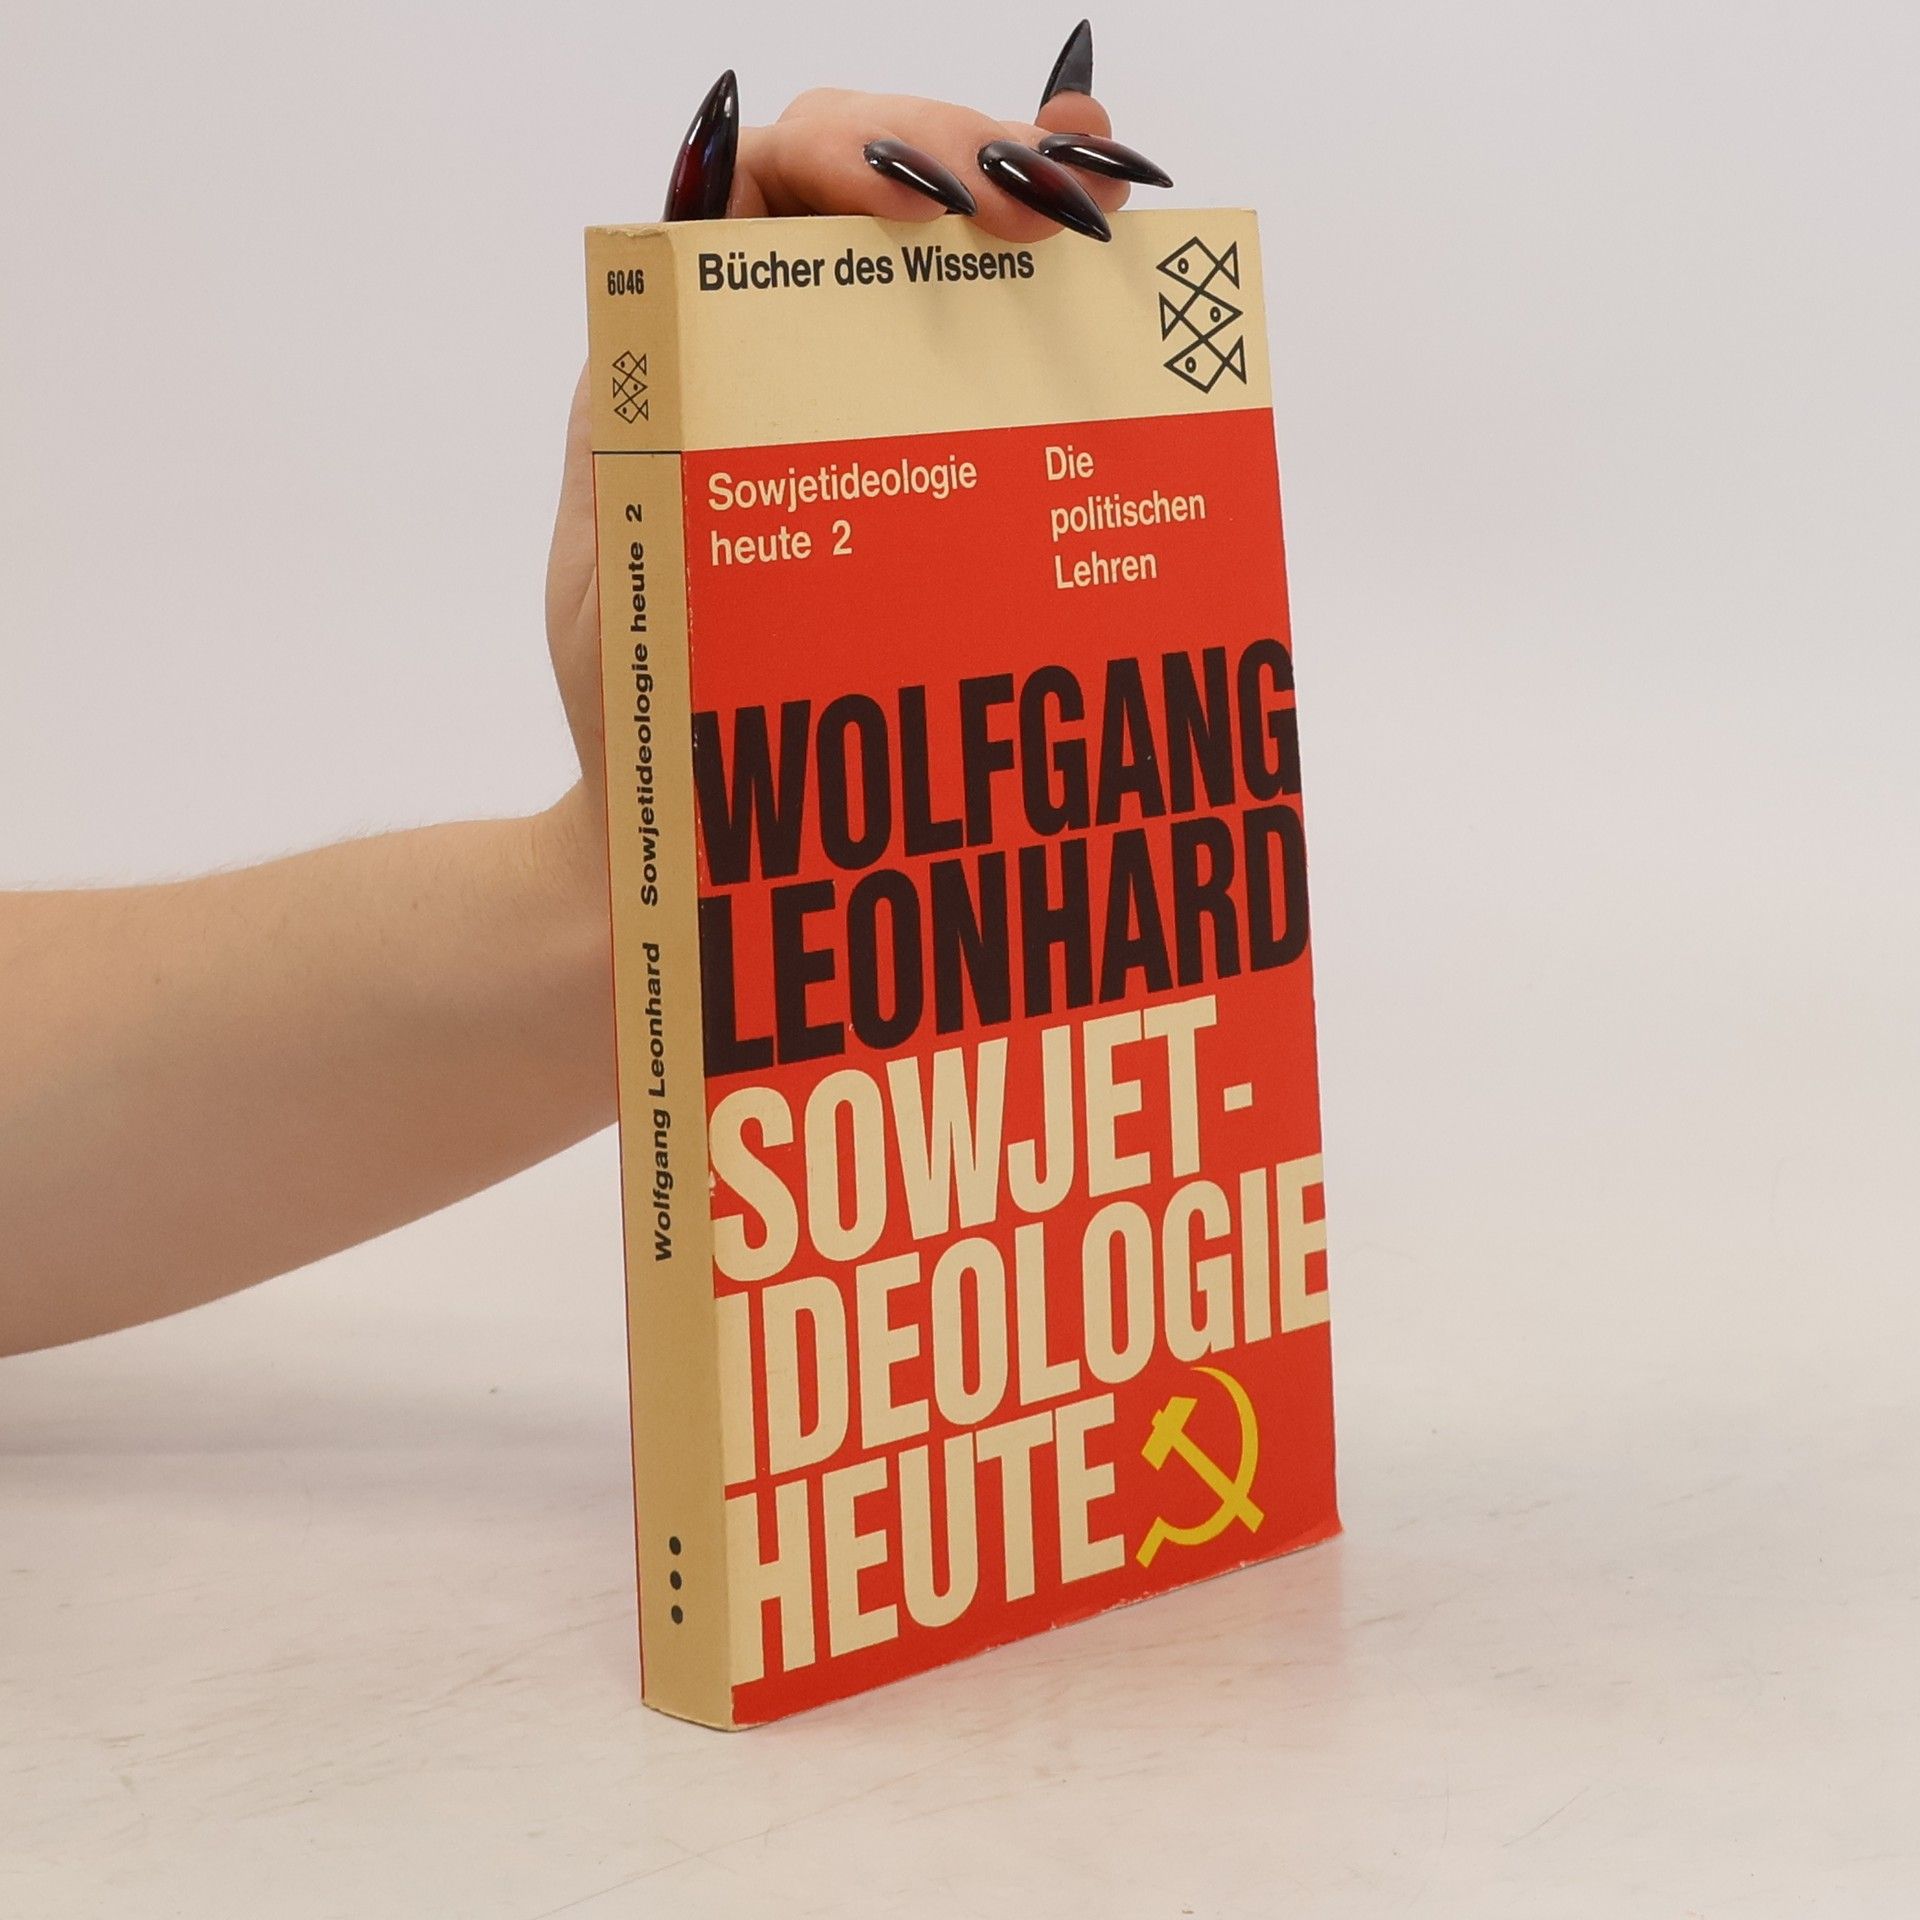 6046
Wolfgang Leonhard Sowjetideologie heute 2
Bücher des Wissens
Sowjetideologie
heute 2
Die
politischen
Lehren
WOLFGANG
LEONHARD
SOWJET-
IDEOLOGIE
HEUTE